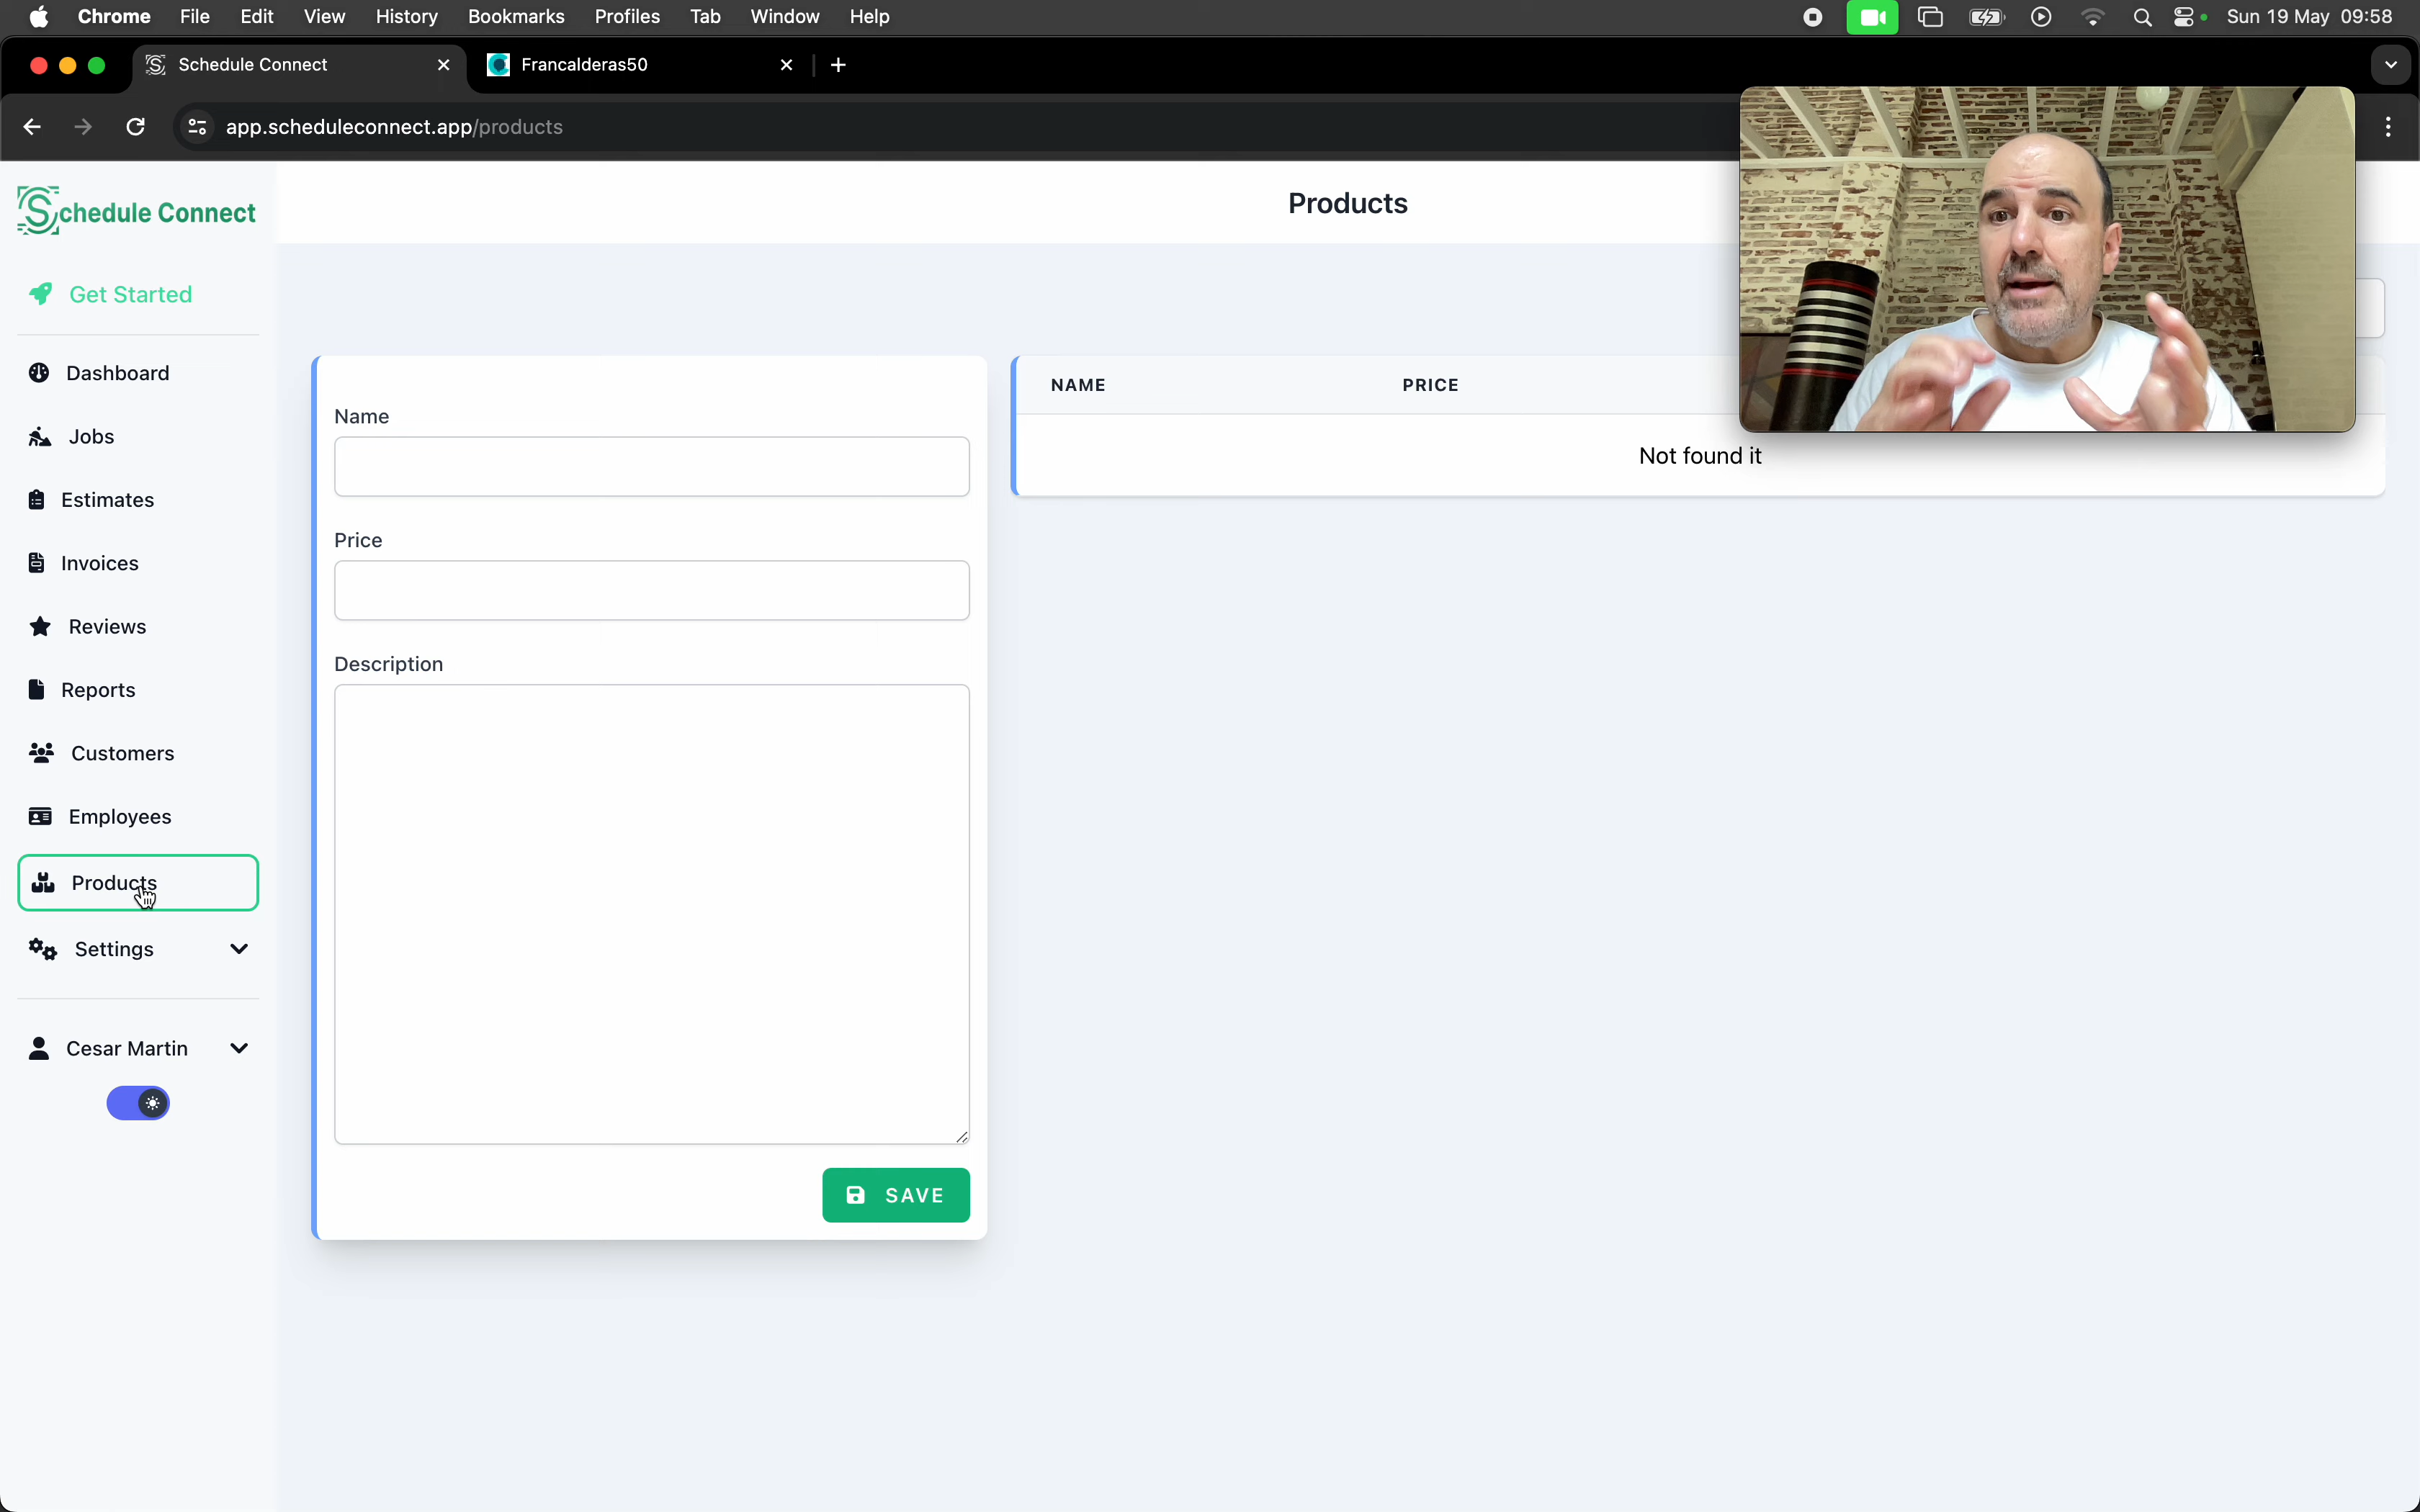 Chrome File Edit View History Bookmarks Profiles Tab Window Help Sun 19 May 09:58
Schedule Connect Francalderas50
app.scheduleconnect.app/products
Schedule Connect
Products
Get Started
Dashboard
Jobs
Estimates
Invoices
Reviews
Reports
Customers
Employees
Products
Settings
Cesar Martin
Name
Price
Description
SAVE
NAME PRICE
Not found it